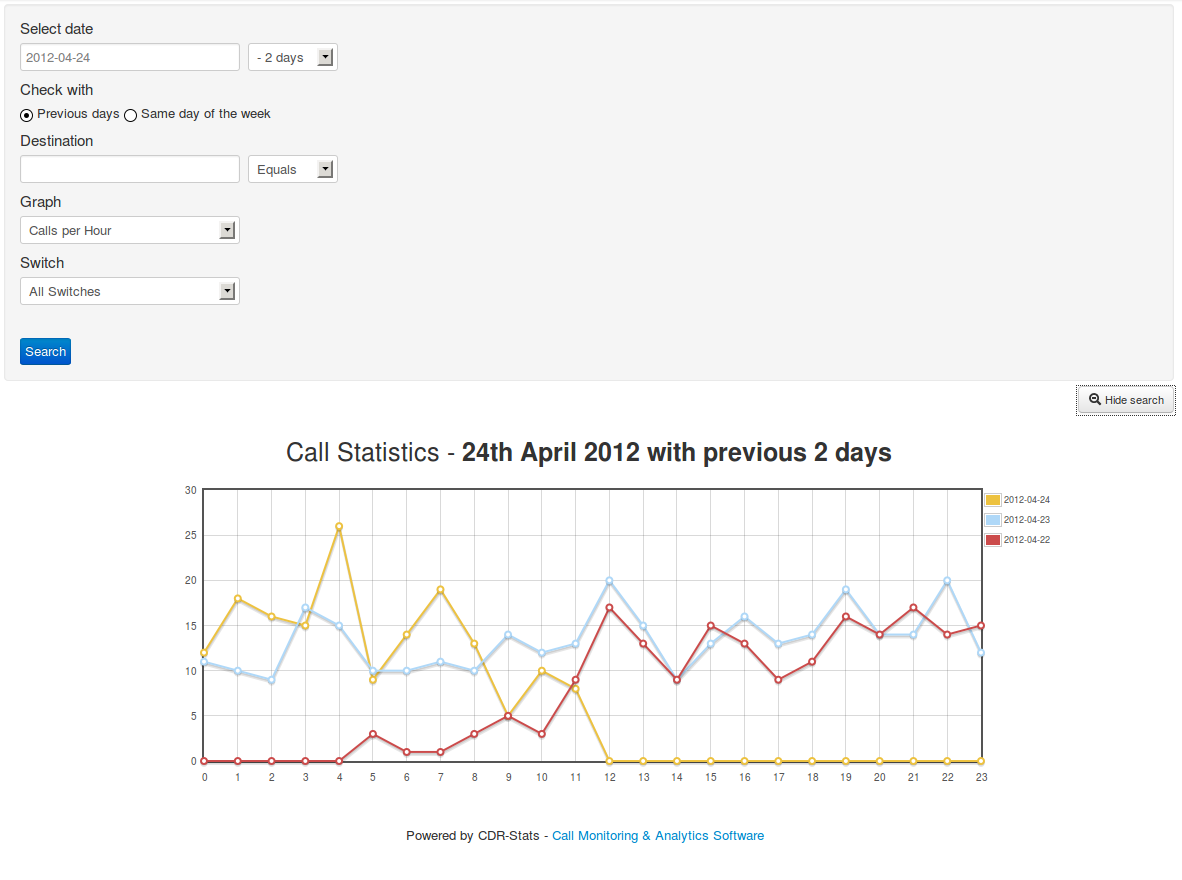 Select date
2012-04-24 - 2 days
Check with
Previous days Same day of the week
Destination
Equals
Graph
Calls per Hour
Switch
All Switches
Search
Hide search
Call Statistics - 24th April 2012 with previous 2 days
30
25
20
15
10
5
0
0 1 2 3 4 5 6 7 8 9 10 11 12 13 14 15 16 17 18 19 20 21 22 23
2012-04-24
2012-04-23
2012-04-22
Powered by CDR-Stats - Call Monitoring & Analytics Software